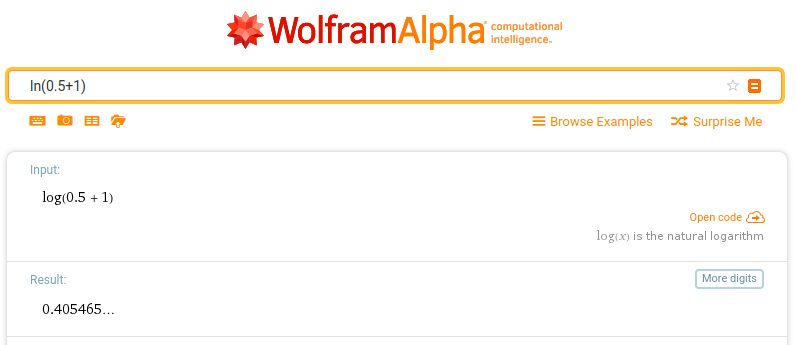 WolframAlpha computational intelligence™
ln(0.5+1)
Browse Examples Surprise Me
Input:
log(0.5 + 1)
Open code
log(x) is the natural logarithm
Result:
More digits
0.405465…